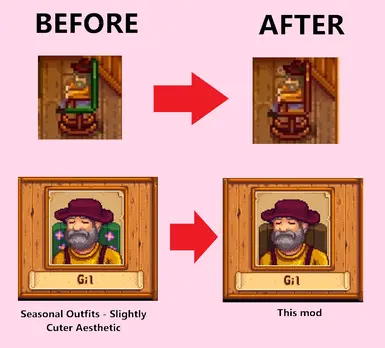 BEFORE
AFTER
Gil
Gil
Seasonal Outfits - Slightly
Cuter Aesthetic
This mod